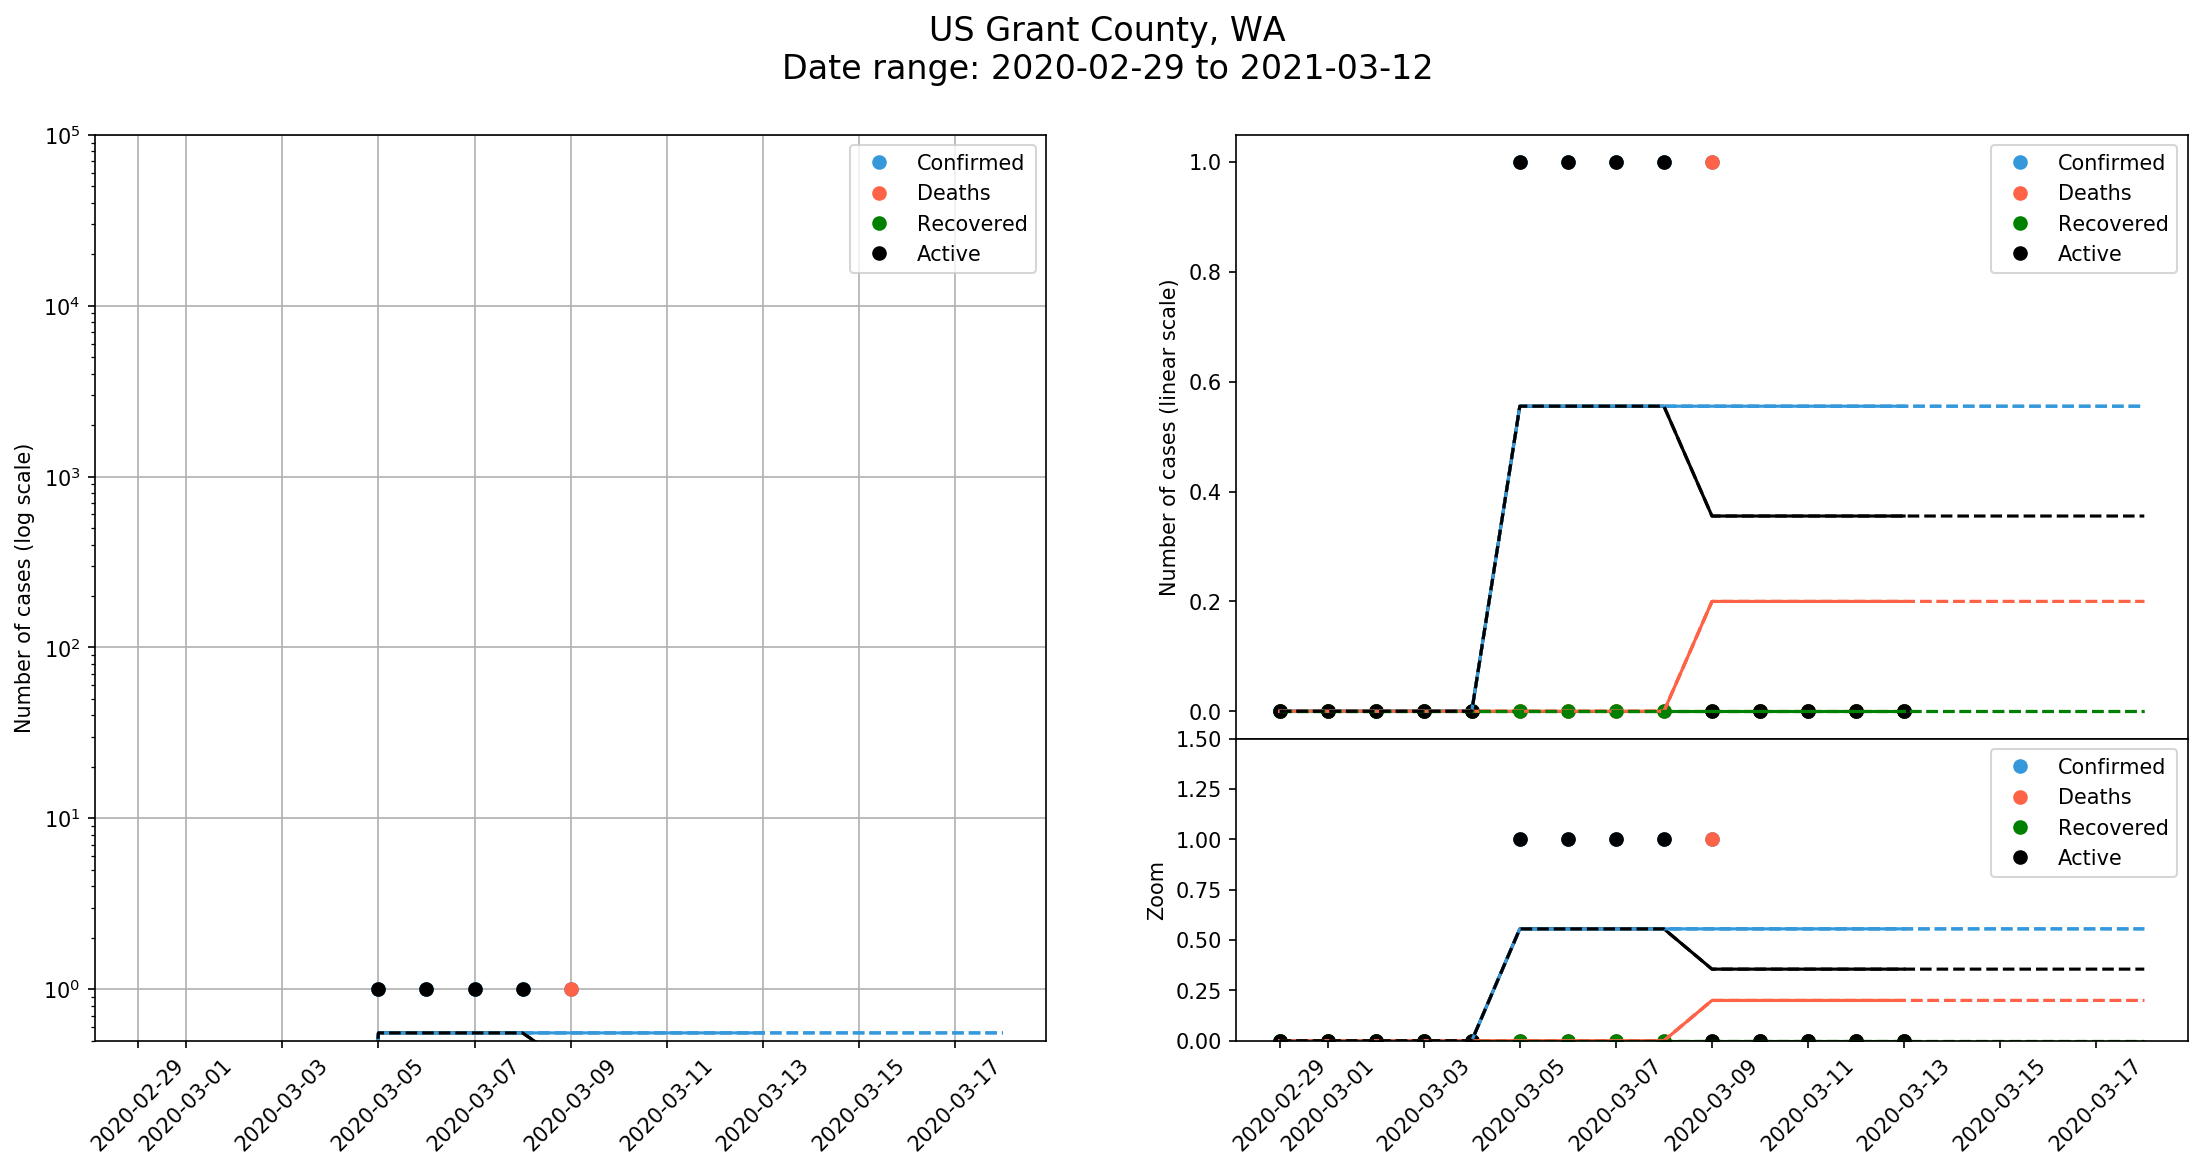 US Grant County, WA
Date range: 2020-02-29 to 2021-03-12
Number of cases (log scale)
10⁵
10⁴
10³
10²
10¹
10⁰
Confirmed
Deaths
Recovered
Active
2020-02-29
2020-03-01
2020-03-03
2020-03-05
2020-03-07
2020-03-09
2020-03-11
2020-03-13
2020-03-15
2020-03-17
Number of cases (linear scale)
1.0
0.8
0.6
0.4
0.2
0.0
Confirmed
Deaths
Recovered
Active
Zoom
1.50
1.25
1.00
0.75
0.50
0.25
0.00
Confirmed
Deaths
Recovered
Active
2020-02-29
2020-03-01
2020-03-03
2020-03-05
2020-03-07
2020-03-09
2020-03-11
2020-03-13
2020-03-15
2020-03-17